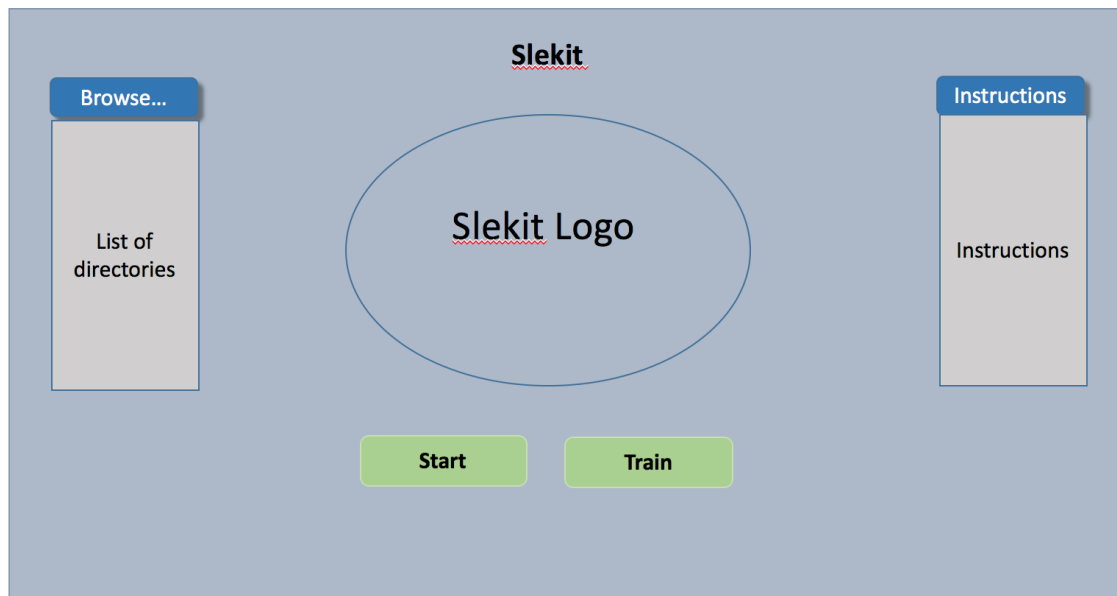 Slekit
Browse...
Instructions
Slekit Logo
List of
directories
Instructions
Start
Train